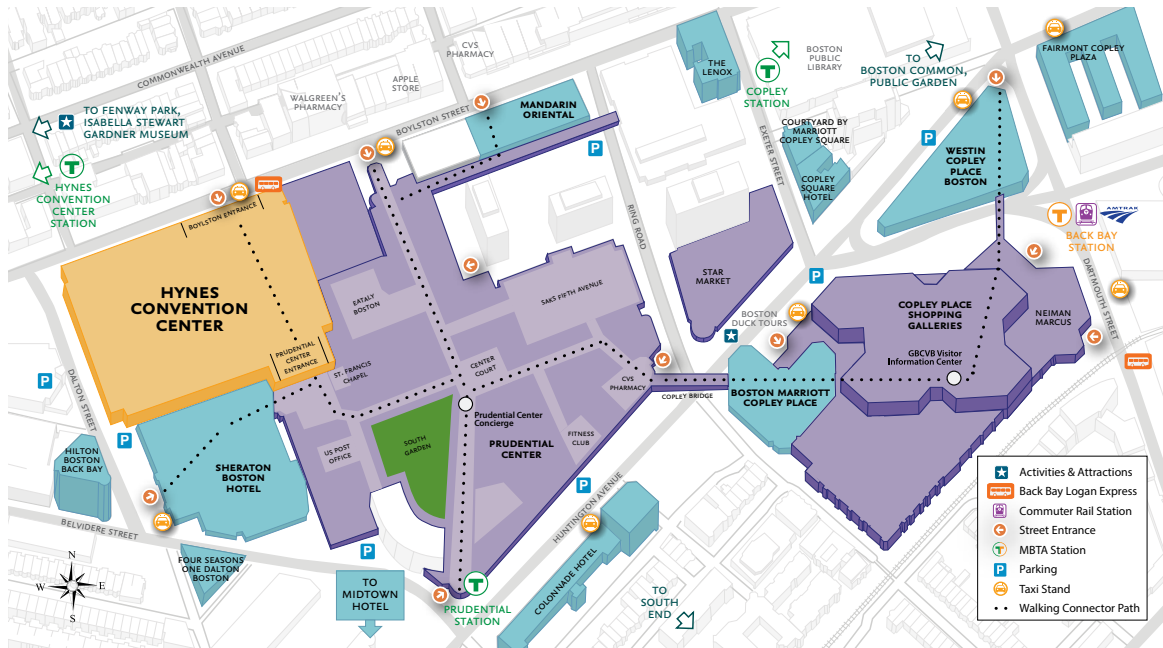 COMMONWEALTH AVENUE
CVS
PHARMACY
APPLE
STORE
WALGREEN'S
PHARMACY
BOYLSTON STREET
MANDARIN
ORIENTAL
THE
LENOX
T
COPLEY
STATION
BOSTON
PUBLIC
LIBRARY
TO
BOSTON COMMON,
PUBLIC GARDEN
FAIRMONT COPLEY
PLAZA
TO FENWAY PARK,
ISABELLA STEWART
GARDNER MUSEUM
T
HYNES
CONVENTION
CENTER
STATION
P
P
EXETER STREET
COURTYARD BY
MARRIOTT
COPLEY SQUARE
COPLEY
SQUARE
HOTEL
WESTIN
COPLEY
PLACE
BOSTON
T
AMTRAK
BACK BAY
STATION
DARTMOUTH STREET
BOYLSTON ENTRANCE
HYNES
CONVENTION
CENTER
PRUDENTIAL
CENTER
ENTRANCE
EATALY
BOSTON
SAKS FIFTH AVENUE
RING ROAD
STAR
MARKET
P
BOSTON
DUCK TOURS
COPLEY PLACE
SHOPPING
GALLERIES
NEIMAN
MARCUS
GBCVB Visitor
Information Center
ST. FRANCIS
CHAPEL
CENTER
COURT
CVS
PHARMACY
COPLEY BRIDGE
BOSTON MARRIOTT
COPLEY PLACE
P
DALTON STREET
P
Prudential Center
Concierge
SOUTH
GARDEN
US POST
OFFICE
PRUDENTIAL
CENTER
FITNESS
CLUB
HILTON
BOSTON
BACK BAY
SHERATON
BOSTON
HOTEL
P
HUNTINGTON AVENUE
BELVIDERE STREET
P
FOUR SEASONS
ONE DALTON
BOSTON
TO
MIDTOWN
HOTEL
T
PRUDENTIAL
STATION
COLONNADE HOTEL
TO
SOUTH
END
N
W
E
S
Activities & Attractions
Back Bay Logan Express
Commuter Rail Station
Street Entrance
T MBTA Station
P Parking
Taxi Stand
Walking Connector Path